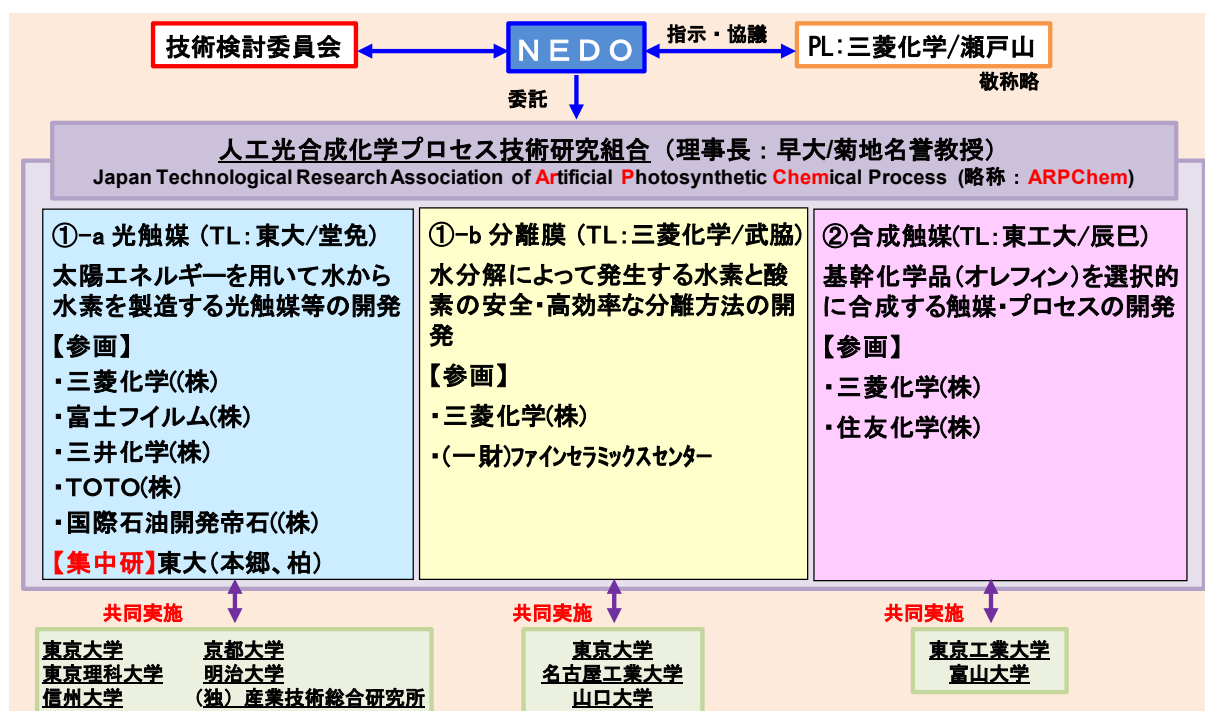 技術検討委員会
NEDO
指示・協議
PL:三菱化学/瀬戸山
敬称略
委託
人工光合成化学プロセス技術研究組合（理事長：早大/菊地名誉教授）
Japan Technological Research Association of Artificial Photosynthetic Chemical Process (略称：ARPChem)
①-a 光触媒（TL:東大/堂免）
太陽エネルギーを用いて水から
水素を製造する光触媒等の開発
【参画】
・三菱化学((株)
・富士フイルム(株)
・三井化学(株)
・TOTO(株)
・国際石油開発帝石((株)
【集中研】東大（本郷、柏）
①-b 分離膜（TL:三菱化学/武脇）
水分解によって発生する水素と酸
素の安全・高効率な分離方法の開
発
【参画】
・三菱化学(株)
・(一財)ファインセラミックスセンター
②合成触媒(TL:東工大/辰巳）
基幹化学品(オレフィン)を選択的
に合成する触媒・プロセスの開発
【参画】
・三菱化学(株)
・住友化学(株)
共同実施
東京大学 京都大学
東京理科大学 明治大学
信州大学 （独）産業技術総合研究所
共同実施
東京大学
名古屋工業大学
山口大学
共同実施
東京工業大学
富山大学